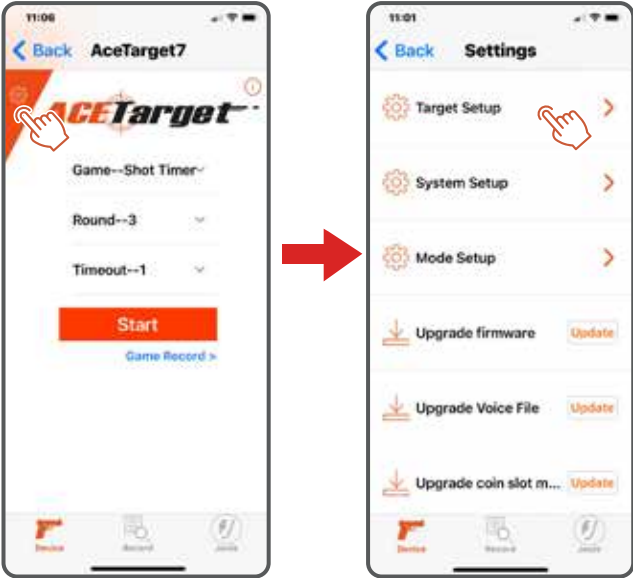 11:06
Back AceTarget7
ACETarget
Game--Shot Timer
Round--3
Timeout--1
Start
Game Record >
Device Record
11:01
Back Settings
Target Setup
System Setup
Mode Setup
Upgrade firmware Update
Upgrade Voice File Update
Upgrade coin slot m... Update
Device Record